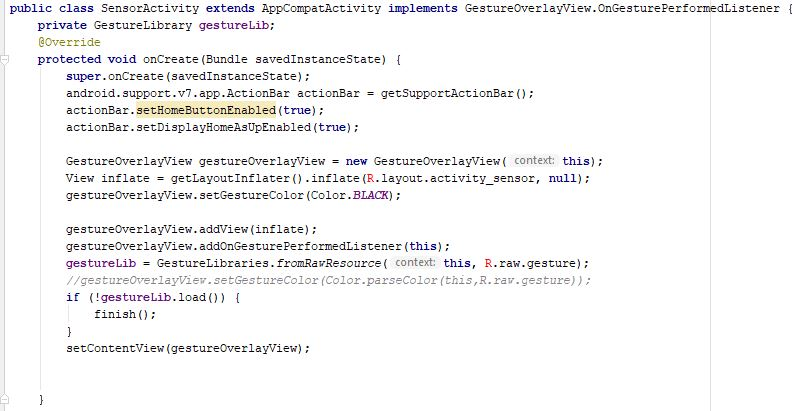 public class SensorActivity extends AppCompatActivity implements GestureOverlayView.OnGesturePerformedListener {
    private GestureLibrary gestureLib;
    @Override
    protected void onCreate(Bundle savedInstanceState) {
        super.onCreate(savedInstanceState);
        android.support.v7.app.ActionBar actionBar = getSupportActionBar();
        actionBar.setHomeButtonEnabled(true);
        actionBar.setDisplayHomeAsUpEnabled(true);
        GestureOverlayView gestureOverlayView = new GestureOverlayView( context: this);
        View inflate = getLayoutInflater().inflate(R.layout.activity_sensor, null);
        gestureOverlayView.setGestureColor(Color.BLACK);
        gestureOverlayView.addView(inflate);
        gestureOverlayView.addOnGesturePerformedListener(this);
        gestureLib = GestureLibraries.fromRawResource( context: this, R.raw.gesture);
        //gestureOverlayView.setGestureColor(Color.parseColor(this,R.raw.gesture));
        if (!gestureLib.load()) {
            finish();
        }
        setContentView(gestureOverlayView);
    }